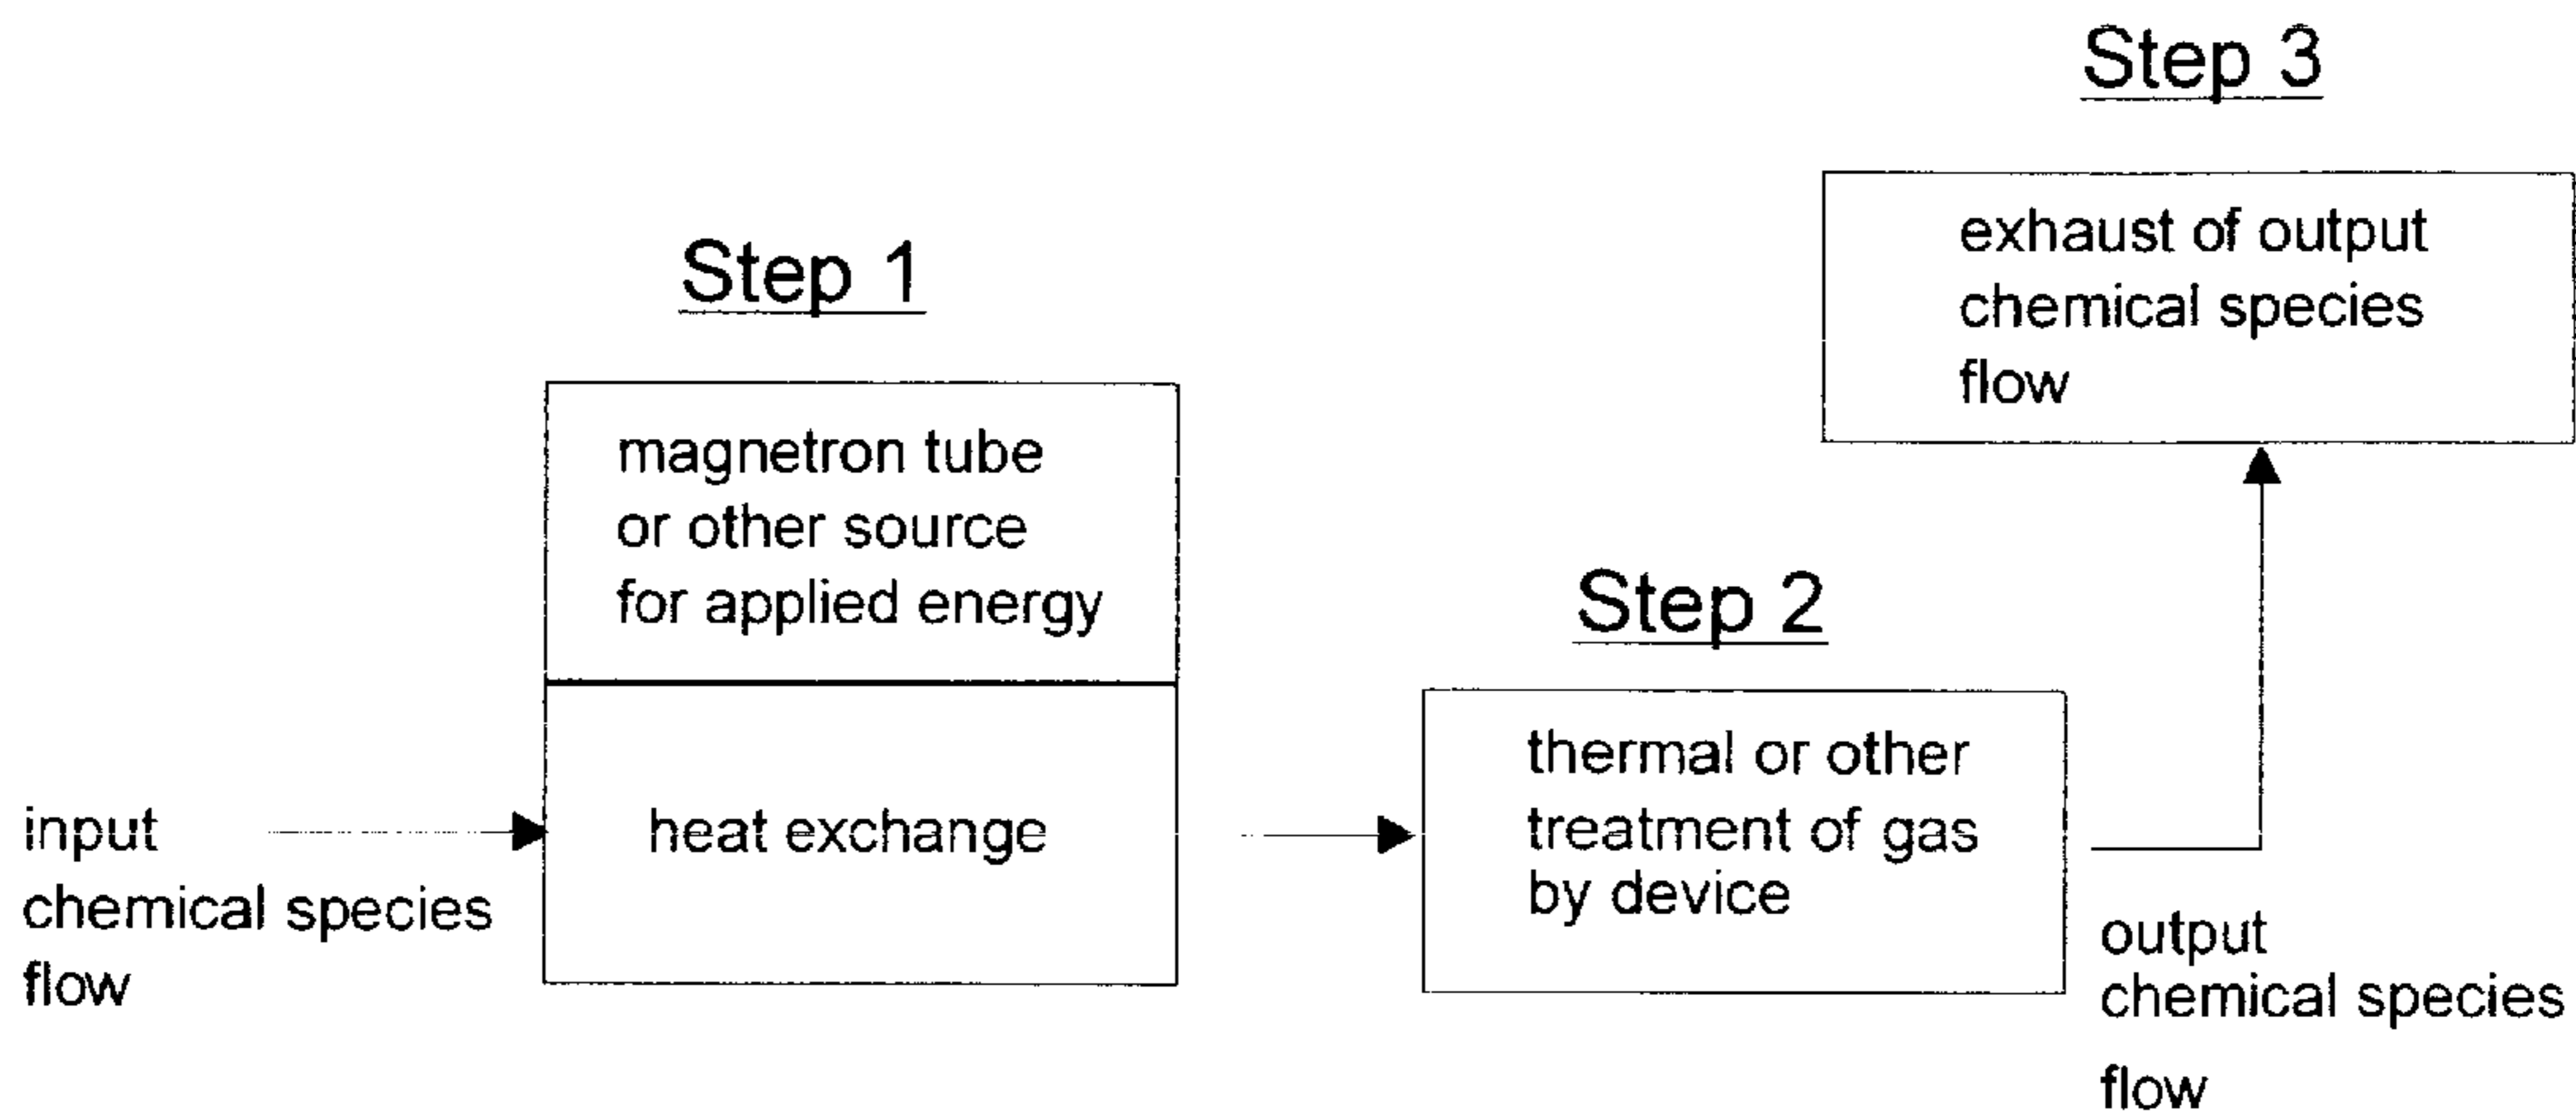 Step 3
exhaust of output
chemical species
flow
Step 1
magnetron tube
or other source
for applied energy
Step 2
heat exchange
thermal or other
treatment of gas
by device
input
chemical species
flow
output
chemical species
flow